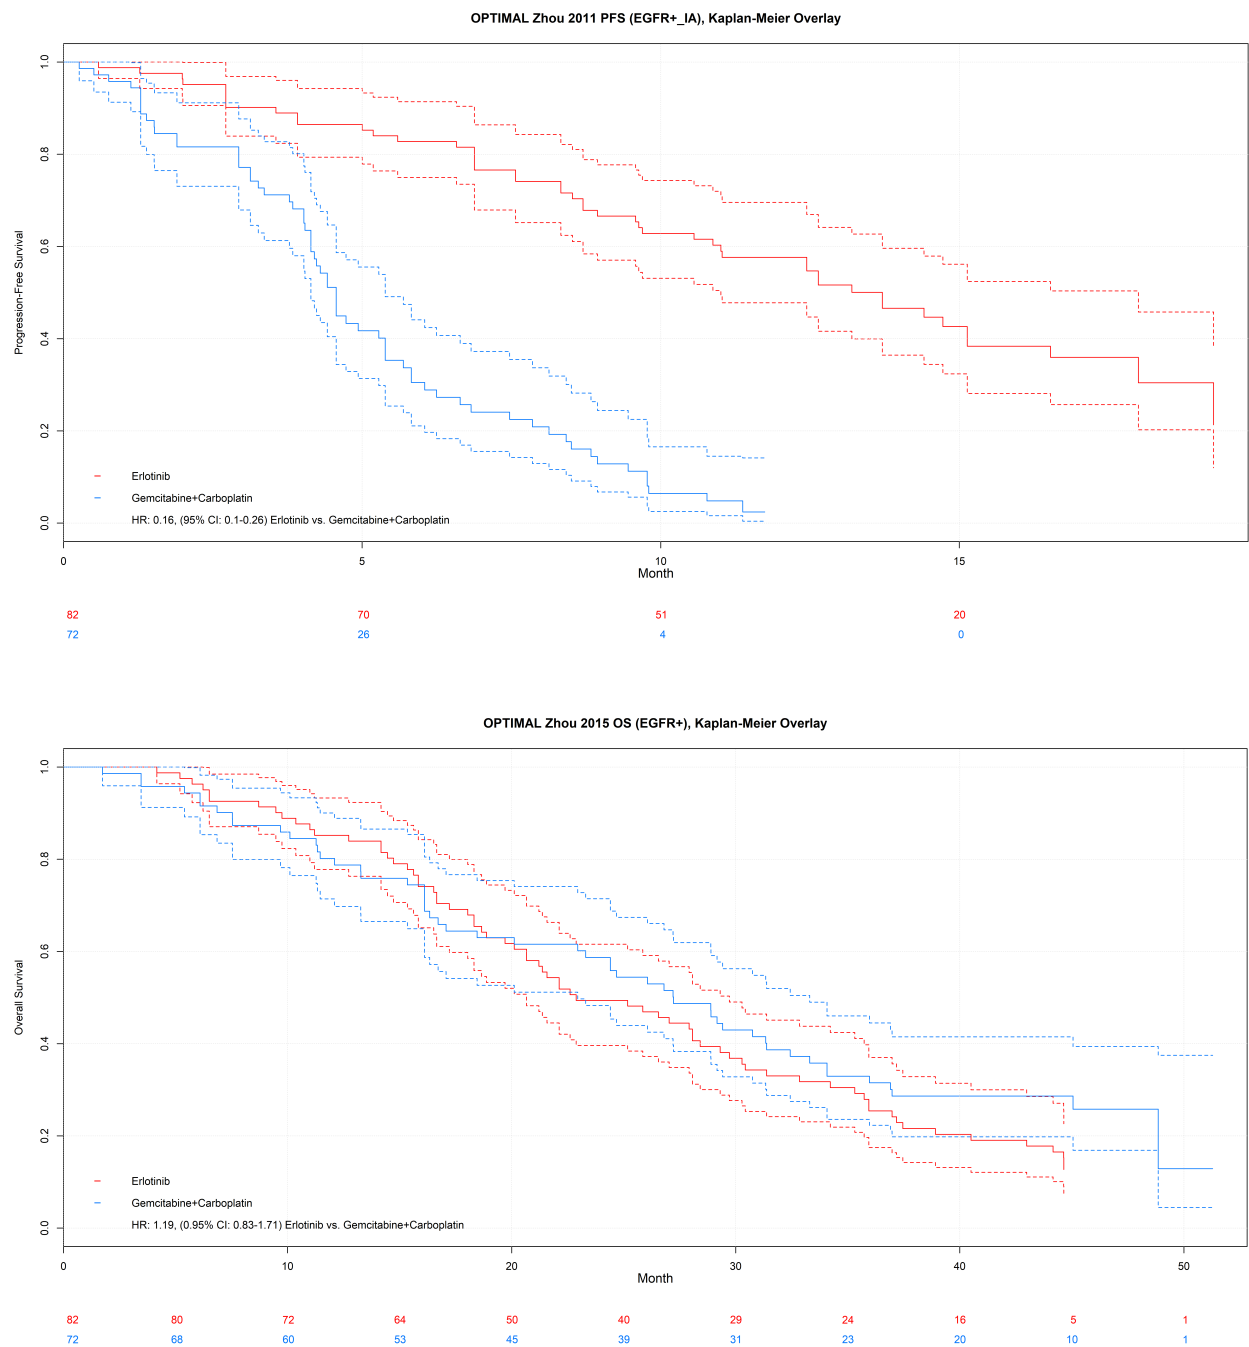 OPTIMAL Zhou 2011 PFS (EGFR+_IA), Kaplan-Meier Overlay
1.0
0.8
0.6
0.4
0.2
0.0
Progression-Free Survival
Erlotinib
Gemcitabine+Carboplatin
HR: 0.16, (95% CI: 0.1-0.26) Erlotinib vs. Gemcitabine+Carboplatin
0 5 10 15
Month
82 70 51 20
72 26 4 0
OPTIMAL Zhou 2015 OS (EGFR+), Kaplan-Meier Overlay
1.0
0.8
0.6
0.4
0.2
0.0
Overall Survival
Erlotinib
Gemcitabine+Carboplatin
HR: 1.19, (0.95% CI: 0.83-1.71) Erlotinib vs. Gemcitabine+Carboplatin
0 10 20 30 40 50
Month
82 80 72 64 50 40 29 24 16 5 1
72 68 60 53 45 39 31 23 20 10 1